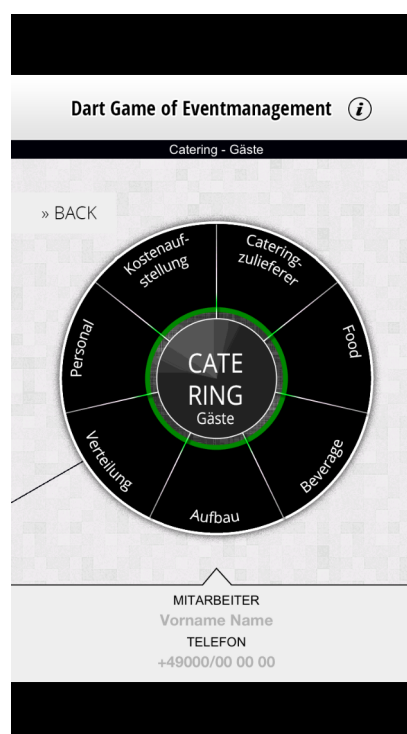 Dart Game of Eventmanagement i
Catering - Gäste
» BACK
Kostenauf-
stellung
Catering-
zulieferer
Personal
Food
CATE
RING
Gäste
Verteilung
Beverage
Aufbau
MITARBEITER
Vorname Name
TELEFON
+49000/00 00 00